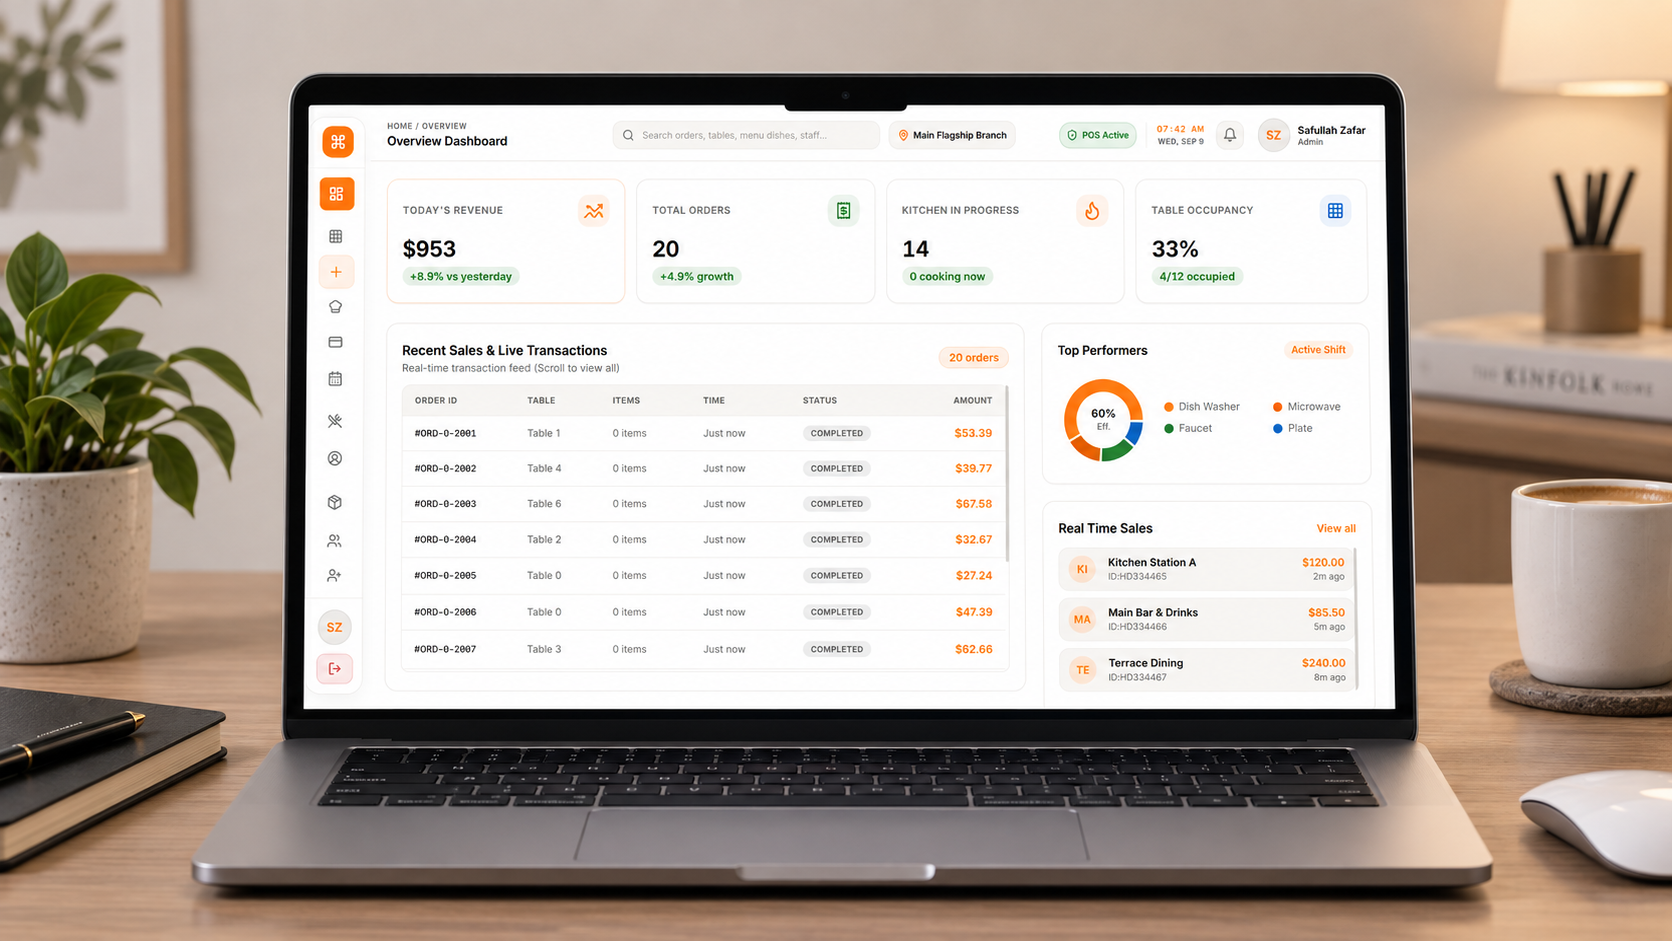 HOME / OVERVIEW
Overview Dashboard
Search orders, tables, menu dishes, staff...
Main Flagship Branch
POS Active
07:42 AM
WED, SEP 9
SZ
Safullah Zafar
Admin
TODAY'S REVENUE
$953
+8.9% vs yesterday
TOTAL ORDERS
20
+4.9% growth
KITCHEN IN PROGRESS
14
0 cooking now
TABLE OCCUPANCY
33%
4/12 occupied
Recent Sales & Live Transactions
Real-time transaction feed (Scroll to view all)
20 orders
ORDER ID TABLE ITEMS TIME STATUS AMOUNT
#ORD-0-2001 Table 1 0 items Just now COMPLETED $53.39
#ORD-0-2002 Table 4 0 items Just now COMPLETED $39.77
#ORD-0-2003 Table 6 0 items Just now COMPLETED $67.58
#ORD-0-2004 Table 2 0 items Just now COMPLETED $32.67
#ORD-0-2005 Table 0 0 items Just now COMPLETED $27.24
#ORD-0-2006 Table 0 0 items Just now COMPLETED $47.39
#ORD-0-2007 Table 3 0 items Just now COMPLETED $62.66
Top Performers
Active Shift
60%
Eff.
Dish Washer
Microwave
Faucet
Plate
Real Time Sales
View all
KI
Kitchen Station A
$120.00
ID:HD334465
2m ago
MA
Main Bar & Drinks
$85.50
ID:HD334466
5m ago
TE
Terrace Dining
$240.00
ID:HD334467
8m ago
SZ
THE KINFOLK HOME